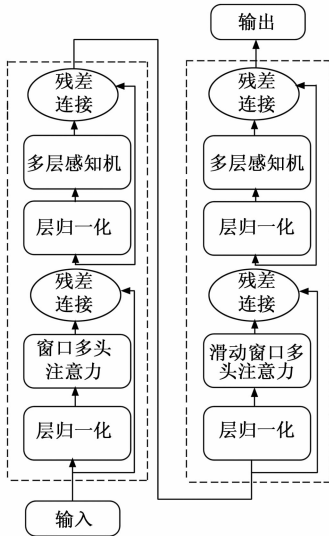 输出
残差
连接
多层感知机
层归一化
残差
连接
窗口多头
注意力
层归一化
输入
残差
连接
多层感知机
层归一化
残差
连接
滑动窗口多
头注意力
层归一化